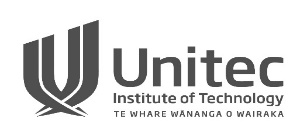 Unitec
Institute of Technology
TE WHARE WĀNANGA O WAIRAKA